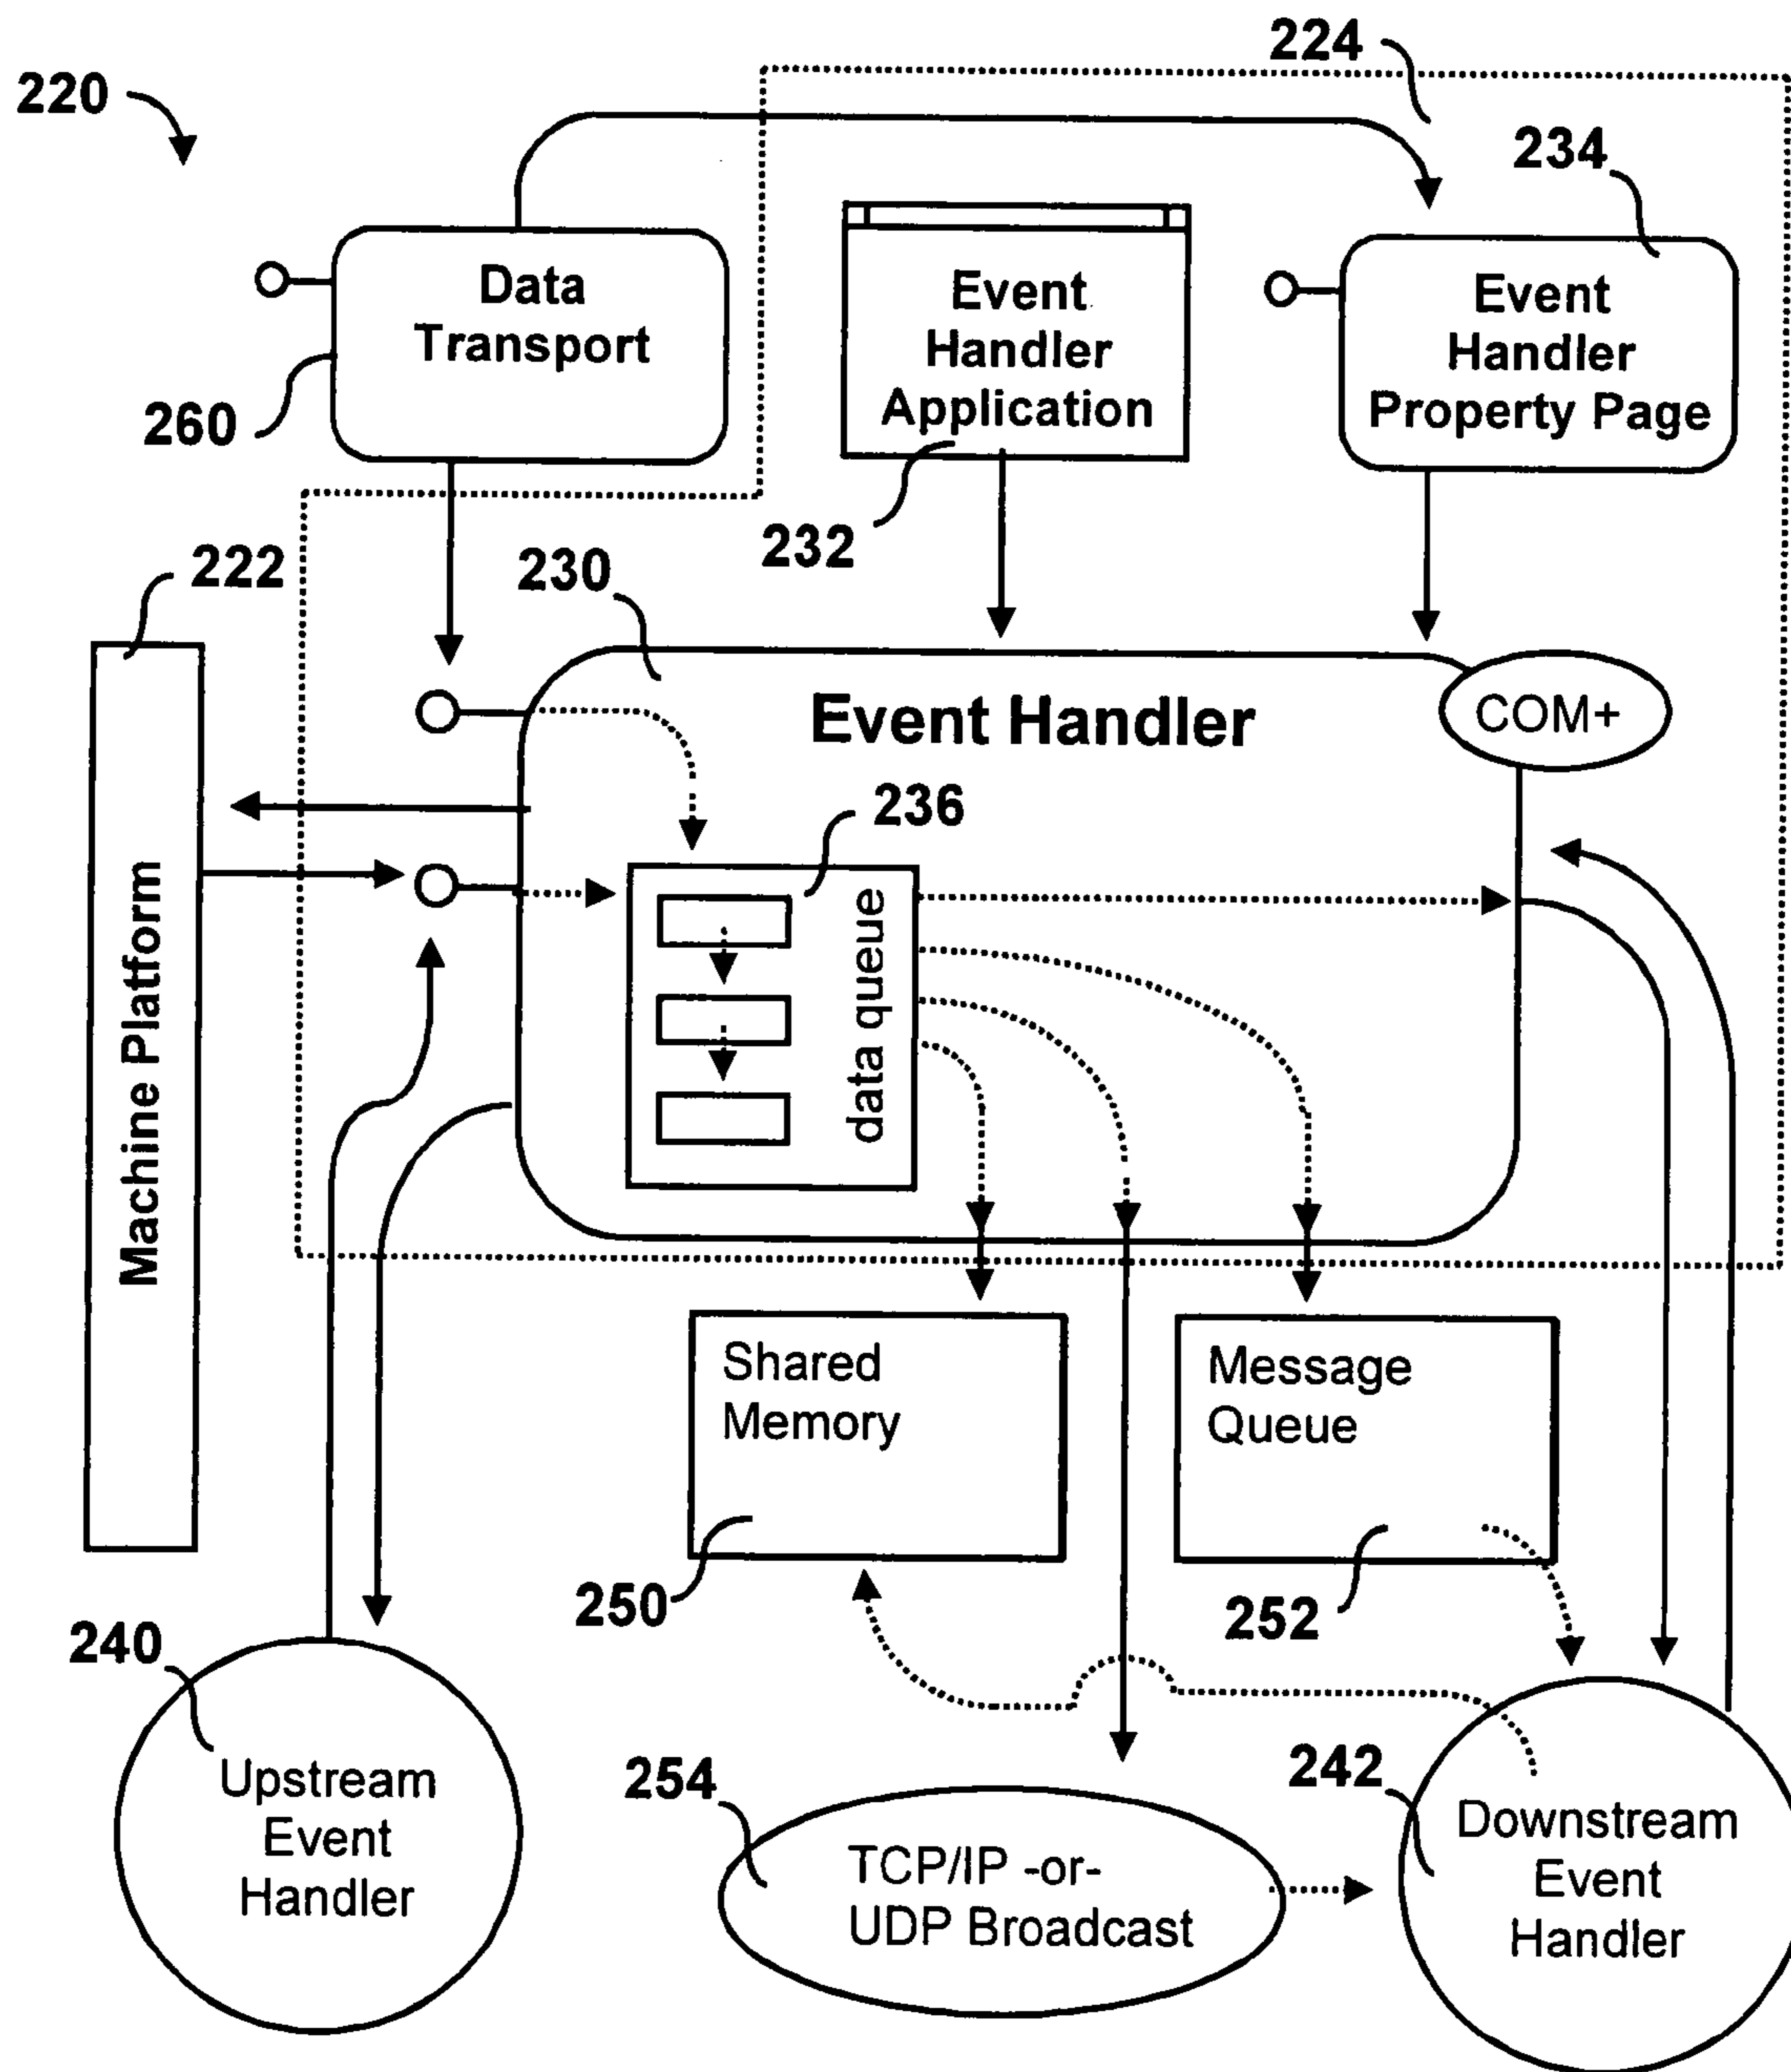 224
220
234
Data
Transport
Event
Handler
Application
Event
Handler
Property Page
260
232
222
230
Event Handler
COM+
236
Machine Platform
data queue
Shared
Memory
Message
Queue
250
252
240
Upstream
Event
Handler
254
TCP/IP -or-
UDP Broadcast
242
Downstream
Event
Handler